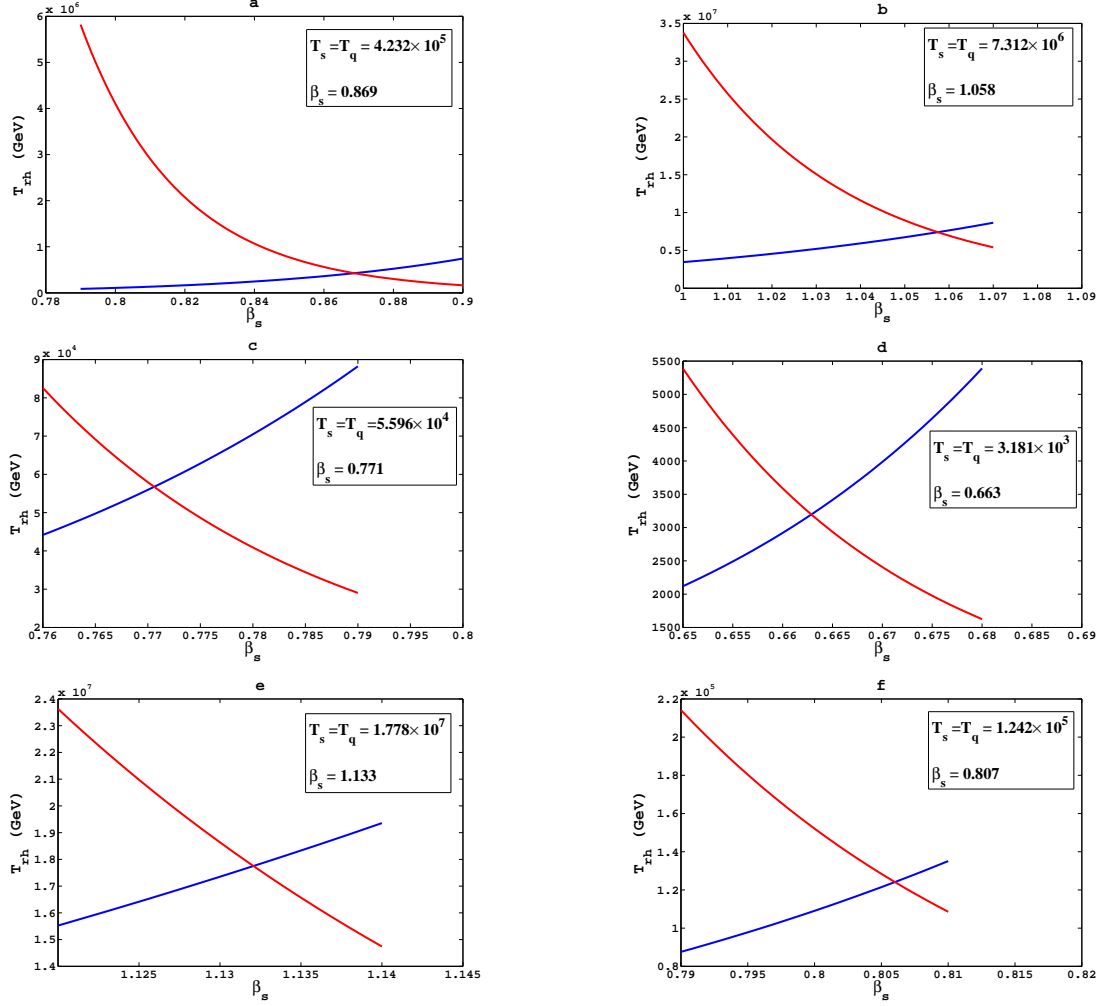 a
x 10^6
6
5
4
3
2
1
0
T_rh (GeV)
T_s =T_q = 4.232× 10^5
β_s = 0.869
0.78 0.8 0.82 0.84 0.86 0.88 0.9
β_s
b
x 10^7
3.5
3
2.5
2
1.5
1
0.5
0
T_rh (GeV)
T_s =T_q = 7.312× 10^6
β_s = 1.058
1 1.01 1.02 1.03 1.04 1.05 1.06 1.07 1.08 1.09
β_s
c
x 10^4
9
8
7
6
5
4
3
2
T_rh (GeV)
T_s =T_q =5.596× 10^4
β_s = 0.771
0.76 0.765 0.77 0.775 0.78 0.785 0.79 0.795 0.8
β_s
d
5500
5000
4500
4000
3500
3000
2500
2000
1500
T_rh (GeV)
T_s =T_q = 3.181× 10^3
β_s = 0.663
0.65 0.655 0.66 0.665 0.67 0.675 0.68 0.685 0.69
β_s
e
x 10^7
2.4
2.3
2.2
2.1
2
1.9
1.8
1.7
1.6
1.5
1.4
T_rh (GeV)
T_s =T_q = 1.778× 10^7
β_s = 1.133
1.125 1.13 1.135 1.14 1.145
β_s
f
x 10^5
2.2
2
1.8
1.6
1.4
1.2
1
0.8
T_rh (GeV)
T_s =T_q = 1.242× 10^5
β_s = 0.807
0.79 0.795 0.8 0.805 0.81 0.815 0.82
β_s